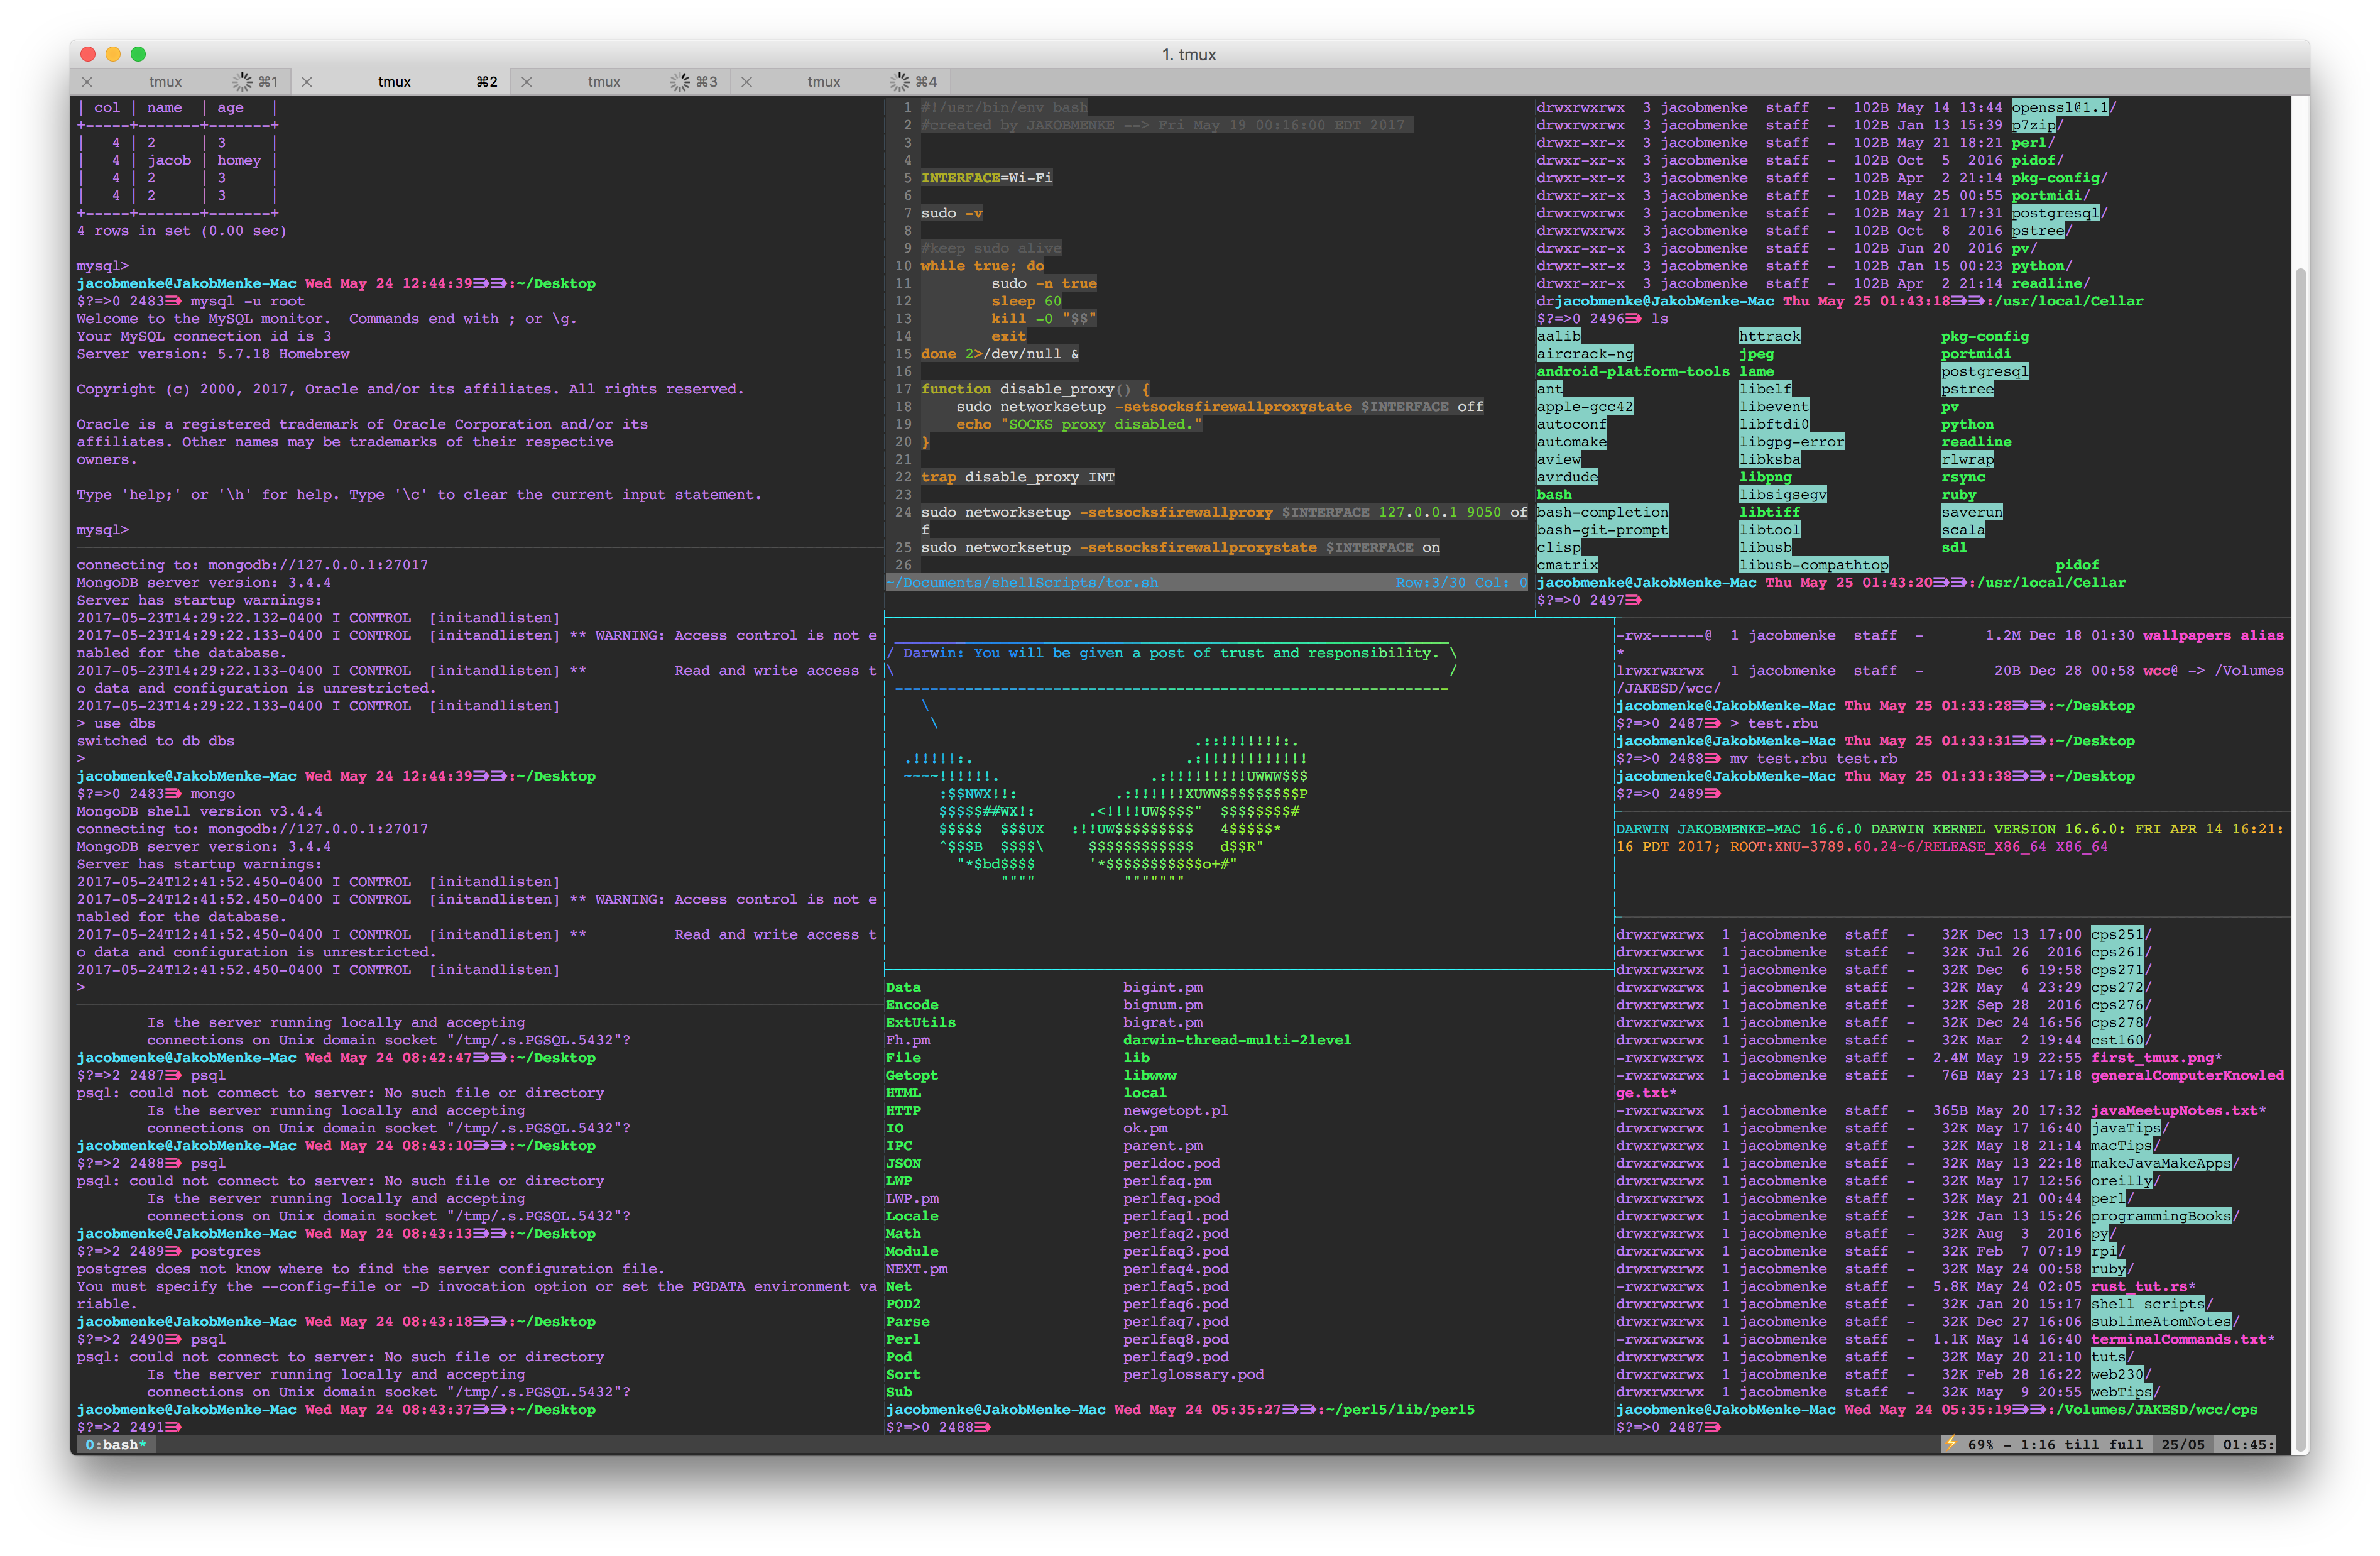 1. tmux
tmux ⌘1 tmux ⌘2 tmux ⌘3 tmux ⌘4
| col | name  | age   |
+-----+-------+-------+
|   4 | 2     | 3     |
|   4 | jacob | homey |
|   4 | 2     | 3     |
|   4 | 2     | 3     |
+-----+-------+-------+
4 rows in set (0.00 sec)
mysql>
jacobmenke@JakobMenke-Mac Wed May 24 12:44:39:~/Desktop
$?=>0 2483 mysql -u root
Welcome to the MySQL monitor.  Commands end with ; or \g.
Your MySQL connection id is 3
Server version: 5.7.18 Homebrew
Copyright (c) 2000, 2017, Oracle and/or its affiliates. All rights reserved.
Oracle is a registered trademark of Oracle Corporation and/or its
affiliates. Other names may be trademarks of their respective
owners.
Type 'help;' or '\h' for help. Type '\c' to clear the current input statement.
mysql>
connecting to: mongodb://127.0.0.1:27017
MongoDB server version: 3.4.4
Server has startup warnings:
2017-05-23T14:29:22.132-0400 I CONTROL  [initandlisten]
2017-05-23T14:29:22.133-0400 I CONTROL  [initandlisten] ** WARNING: Access control is not e
nabled for the database.
2017-05-23T14:29:22.133-0400 I CONTROL  [initandlisten] **          Read and write access t
o data and configuration is unrestricted.
2017-05-23T14:29:22.133-0400 I CONTROL  [initandlisten]
> use dbs
switched to db dbs
>
jacobmenke@JakobMenke-Mac Wed May 24 12:44:39:~/Desktop
$?=>0 2483 mongo
MongoDB shell version v3.4.4
connecting to: mongodb://127.0.0.1:27017
MongoDB server version: 3.4.4
Server has startup warnings:
2017-05-24T12:41:52.450-0400 I CONTROL  [initandlisten]
2017-05-24T12:41:52.450-0400 I CONTROL  [initandlisten] ** WARNING: Access control is not e
nabled for the database.
2017-05-24T12:41:52.450-0400 I CONTROL  [initandlisten] **          Read and write access t
o data and configuration is unrestricted.
2017-05-24T12:41:52.450-0400 I CONTROL  [initandlisten]
>
Is the server running locally and accepting
connections on Unix domain socket "/tmp/.s.PGSQL.5432"?
jacobmenke@JakobMenke-Mac Wed May 24 08:42:47:~/Desktop
$?=>2 2487 psql
psql: could not connect to server: No such file or directory
Is the server running locally and accepting
connections on Unix domain socket "/tmp/.s.PGSQL.5432"?
jacobmenke@JakobMenke-Mac Wed May 24 08:43:10:~/Desktop
$?=>2 2488 psql
psql: could not connect to server: No such file or directory
Is the server running locally and accepting
connections on Unix domain socket "/tmp/.s.PGSQL.5432"?
jacobmenke@JakobMenke-Mac Wed May 24 08:43:13:~/Desktop
$?=>2 2489 postgres
postgres does not know where to find the server configuration file.
You must specify the --config-file or -D invocation option or set the PGDATA environment va
riable.
jacobmenke@JakobMenke-Mac Wed May 24 08:43:18:~/Desktop
$?=>2 2490 psql
psql: could not connect to server: No such file or directory
Is the server running locally and accepting
connections on Unix domain socket "/tmp/.s.PGSQL.5432"?
jacobmenke@JakobMenke-Mac Wed May 24 08:43:37:~/Desktop
$?=>2 2491
1 #!/usr/bin/env bash
2 #created by JAKOBMENKE --> Fri May 19 00:16:00 EDT 2017
3
4
5 INTERFACE=Wi-Fi
6
7 sudo -v
8
9 #keep sudo alive
10 while true; do
11         sudo -n true
12         sleep 60
13         kill -0 "$$"
14         exit
15 done 2>/dev/null &
16
17 function disable_proxy() {
18     sudo networksetup -setsocksfirewallproxystate $INTERFACE off
19     echo "SOCKS proxy disabled."
20 }
21
22 trap disable_proxy INT
23
24 sudo networksetup -setsocksfirewallproxy $INTERFACE 127.0.0.1 9050 of
f
25 sudo networksetup -setsocksfirewallproxystate $INTERFACE on
26
~/Documents/shellScripts/tor.sh Row:3/30 Col: 0
/ Darwin: You will be given a post of trust and responsibility. \
\ /
\
\
.::!!!!!!!:.
.!!!!!:. .:!!!!!!!!!!!!
~~~~!!!!!!. .:!!!!!!!!!UWWW$$$
:$$NWX!!: .:!!!!!!XUWW$$$$$$$$$P
$$$$$##WX!: .<!!!!UW$$$$" $$$$$$$$#
$$$$$ $$$UX :!!UW$$$$$$$$$ 4$$$$$*
^$$$B $$$$\ $$$$$$$$$$$$ d$$R"
"*$bd$$$$ '*$$$$$$$$$$$o+#"
"""" """""""
Data bigint.pm
Encode bignum.pm
ExtUtils bigrat.pm
Fh.pm darwin-thread-multi-2level
File lib
Getopt libwww
HTML local
HTTP newgetopt.pl
IO ok.pm
IPC parent.pm
JSON perldoc.pod
LWP perlfaq.pm
LWP.pm perlfaq.pod
Locale perlfaq1.pod
Math perlfaq2.pod
Module perlfaq3.pod
NEXT.pm perlfaq4.pod
Net perlfaq5.pod
POD2 perlfaq6.pod
Parse perlfaq7.pod
Perl perlfaq8.pod
Pod perlfaq9.pod
Sort perlglossary.pod
Sub
jacobmenke@JakobMenke-Mac Wed May 24 05:35:27:~/perl5/lib/perl5
$?=>0 2488
drwxrwxrwx  3 jacobmenke  staff  -  102B May 14 13:44 openssl@1.1/
drwxrwxrwx  3 jacobmenke  staff  -  102B Jan 13 15:39 p7zip/
drwxr-xr-x  3 jacobmenke  staff  -  102B May 21 18:21 perl/
drwxr-xr-x  3 jacobmenke  staff  -  102B Oct  5  2016 pidof/
drwxr-xr-x  3 jacobmenke  staff  -  102B Apr  2 21:14 pkg-config/
drwxr-xr-x  3 jacobmenke  staff  -  102B May 25 00:55 portmidi/
drwxrwxrwx  3 jacobmenke  staff  -  102B May 21 17:31 postgresql/
drwxrwxrwx  3 jacobmenke  staff  -  102B Oct  8  2016 pstree/
drwxr-xr-x  3 jacobmenke  staff  -  102B Jun 20  2016 pv/
drwxr-xr-x  3 jacobmenke  staff  -  102B Jan 15 00:23 python/
drwxr-xr-x  3 jacobmenke  staff  -  102B Apr  2 21:14 readline/
drjacobmenke@JakobMenke-Mac Thu May 25 01:43:18:/usr/local/Cellar
$?=>0 2496 ls
aalib httrack pkg-config
aircrack-ng jpeg portmidi
android-platform-tools lame postgresql
ant libelf pstree
apple-gcc42 libevent pv
autoconf libftdi0 python
automake libgpg-error readline
aview libksba rlwrap
avrdude libpng rsync
bash libsigsegv ruby
bash-completion libtiff saverun
bash-git-prompt libtool scala
clisp libusb sdl
cmatrix libusb-compathtop pidof
jacobmenke@JakobMenke-Mac Thu May 25 01:43:20:/usr/local/Cellar
$?=>0 2497
-rwx------@  1 jacobmenke  staff  -       1.2M Dec 18 01:30 wallpapers alias
*
lrwxrwxrwx   1 jacobmenke  staff  -        20B Dec 28 00:58 wcc@ -> /Volumes
/JAKESD/wcc/
jacobmenke@JakobMenke-Mac Thu May 25 01:33:28:~/Desktop
$?=>0 2487 > test.rbu
jacobmenke@JakobMenke-Mac Thu May 25 01:33:31:~/Desktop
$?=>0 2488 mv test.rbu test.rb
jacobmenke@JakobMenke-Mac Thu May 25 01:33:38:~/Desktop
$?=>0 2489
DARWIN JAKOBMENKE-MAC 16.6.0 DARWIN KERNEL VERSION 16.6.0: FRI APR 14 16:21:
16 PDT 2017; ROOT:XNU-3789.60.24~6/RELEASE_X86_64 X86_64
drwxrwxrwx  1 jacobmenke  staff  -   32K Dec 13 17:00 cps251/
drwxrwxrwx  1 jacobmenke  staff  -   32K Jul 26  2016 cps261/
drwxrwxrwx  1 jacobmenke  staff  -   32K Dec  6 19:58 cps271/
drwxrwxrwx  1 jacobmenke  staff  -   32K May  4 23:29 cps272/
drwxrwxrwx  1 jacobmenke  staff  -   32K Sep 28  2016 cps276/
drwxrwxrwx  1 jacobmenke  staff  -   32K Dec 24 16:56 cps278/
drwxrwxrwx  1 jacobmenke  staff  -   32K Mar  2 19:44 cst160/
-rwxrwxrwx  1 jacobmenke  staff  -  2.4M May 19 22:55 first_tmux.png*
-rwxrwxrwx  1 jacobmenke  staff  -   76B May 23 17:18 generalComputerKnowled
ge.txt*
-rwxrwxrwx  1 jacobmenke  staff  -  365B May 20 17:32 javaMeetupNotes.txt*
drwxrwxrwx  1 jacobmenke  staff  -   32K May 17 16:40 javaTips/
drwxrwxrwx  1 jacobmenke  staff  -   32K May 18 21:14 macTips/
drwxrwxrwx  1 jacobmenke  staff  -   32K May 13 22:18 makeJavaMakeApps/
drwxrwxrwx  1 jacobmenke  staff  -   32K May 17 12:56 oreilly/
drwxrwxrwx  1 jacobmenke  staff  -   32K May 21 00:44 perl/
drwxrwxrwx  1 jacobmenke  staff  -   32K Jan 13 15:26 programmingBooks/
drwxrwxrwx  1 jacobmenke  staff  -   32K Aug  3  2016 py/
drwxrwxrwx  1 jacobmenke  staff  -   32K Feb  7 07:19 rpi/
drwxrwxrwx  1 jacobmenke  staff  -   32K May 24 00:58 ruby/
-rwxrwxrwx  1 jacobmenke  staff  -  5.8K May 24 02:05 rust_tut.rs*
drwxrwxrwx  1 jacobmenke  staff  -   32K Jan 20 15:17 shell scripts/
drwxrwxrwx  1 jacobmenke  staff  -   32K Dec 27 16:06 sublimeAtomNotes/
-rwxrwxrwx  1 jacobmenke  staff  -  1.1K May 14 16:40 terminalCommands.txt*
drwxrwxrwx  1 jacobmenke  staff  -   32K May 20 21:10 tuts/
drwxrwxrwx  1 jacobmenke  staff  -   32K Feb 28 16:22 web230/
drwxrwxrwx  1 jacobmenke  staff  -   32K May  9 20:55 webTips/
jacobmenke@JakobMenke-Mac Wed May 24 05:35:19:/Volumes/JAKESD/wcc/cps
$?=>0 2487
0:bash* ⚡ 69% - 1:16 till full 25/05 01:45: